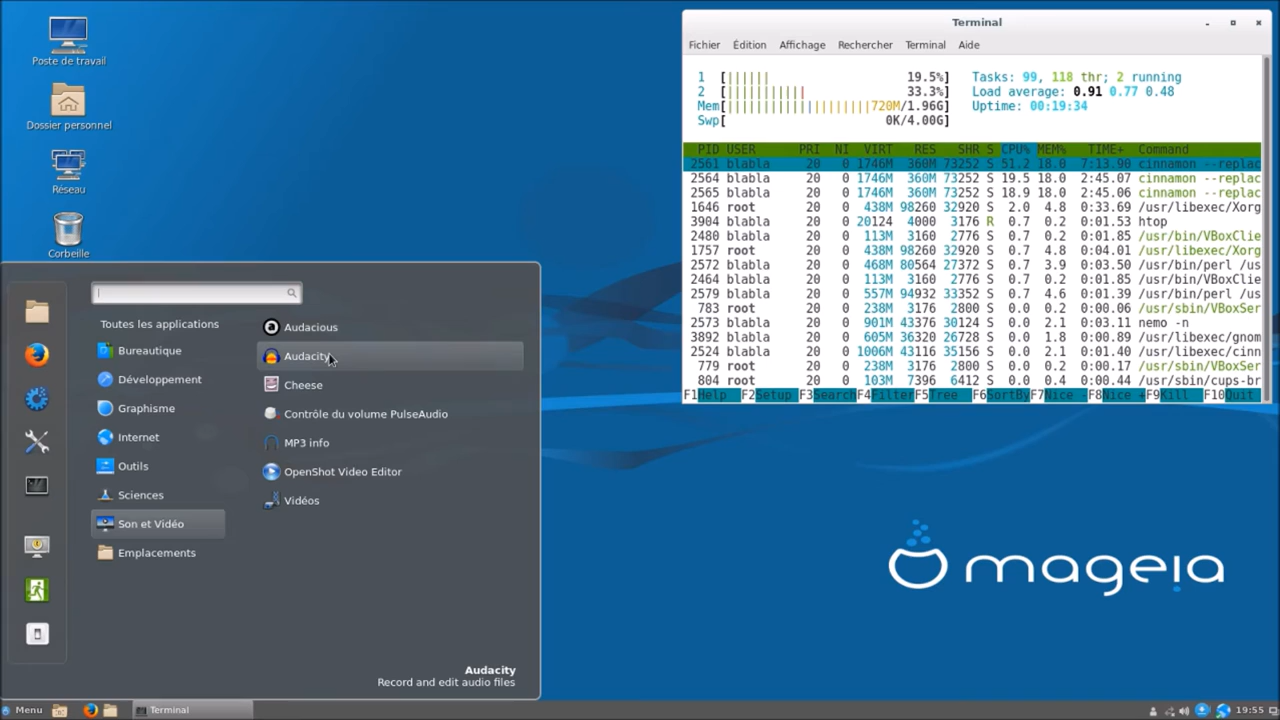 Poste de travail
Dossier personnel
Réseau
Corbeille
Terminal
Fichier Édition Affichage Rechercher Terminal Aide
1 [|||||| 19.5%] Tasks: 99, 118 thr; 2 running
2 [||||||||||| 33.3%] Load average: 0.91 0.77 0.48
Mem[||||||||||||||||||||720M/1.96G] Uptime: 00:19:34
Swp[ 0K/4.00G]
PID USER PRI NI VIRT RES SHR S CPU% MEM% TIME+ Command
2561 blabla 20 0 1746M 360M 73252 S 51.2 18.0 7:13.90 cinnamon --replac
2564 blabla 20 0 1746M 360M 73252 S 19.5 18.0 2:45.07 cinnamon --replac
2565 blabla 20 0 1746M 360M 73252 S 18.9 18.0 2:45.06 cinnamon --replac
1646 root 20 0 438M 98260 32920 S 2.0 4.8 0:33.69 /usr/libexec/Xorg
3904 blabla 20 0 20124 4000 3176 R 0.7 0.2 0:01.53 htop
2480 blabla 20 0 113M 3160 2776 S 0.7 0.2 0:01.85 /usr/bin/VBoxClie
1757 root 20 0 438M 98260 32920 S 0.7 4.8 0:04.01 /usr/libexec/Xorg
2572 blabla 20 0 468M 80564 27372 S 0.7 3.9 0:03.50 /usr/bin/perl /us
2464 blabla 20 0 113M 3160 2776 S 0.7 0.2 0:01.85 /usr/bin/VBoxClie
2579 blabla 20 0 557M 94932 33352 S 0.7 4.6 0:01.39 /usr/bin/perl /us
783 root 20 0 238M 3176 2800 S 0.7 0.2 0:00.06 /usr/sbin/VBoxSer
2573 blabla 20 0 901M 43376 30124 S 0.7 2.1 0:03.11 nemo -n
3892 blabla 20 0 605M 36320 26728 S 0.7 1.8 0:00.89 /usr/libexec/gnom
2524 blabla 20 0 1006M 43116 35156 S 0.7 2.1 0:01.40 /usr/libexec/cinn
779 root 20 0 238M 3176 2800 S 0.0 0.2 0:00.17 /usr/sbin/VBoxSer
804 root 20 0 103M 7396 6412 S 0.0 0.4 0:00.44 /usr/sbin/cups-br
F1Help F2Setup F3SearchF4FilterF5Tree F6SortByF7Nice -F8Nice +F9Kill F10Quit
Toutes les applications
Bureautique
Développement
Graphisme
Internet
Outils
Sciences
Son et Vidéo
Emplacements
Audacious
Audacity
Cheese
Contrôle du volume PulseAudio
MP3 info
OpenShot Video Editor
Vidéos
Audacity
Record and edit audio files
mageia
Menu
Terminal
19:55